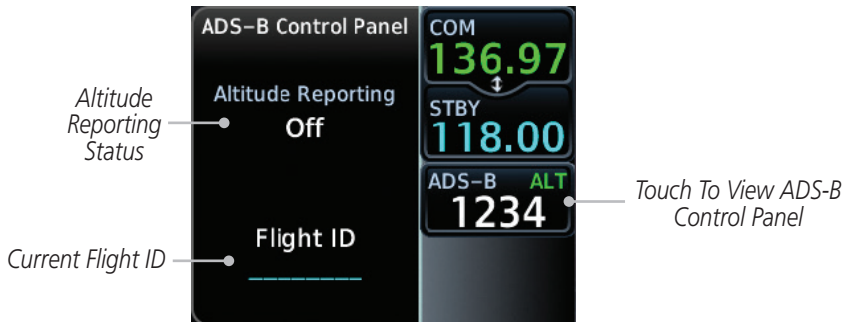 ADS-B Control Panel
Altitude Reporting
Off
Flight ID
________
COM
136.97
STBY
118.00
ADS-B ALT
1234
Altitude
Reporting
Status
Current Flight ID
Touch To View ADS-B
Control Panel